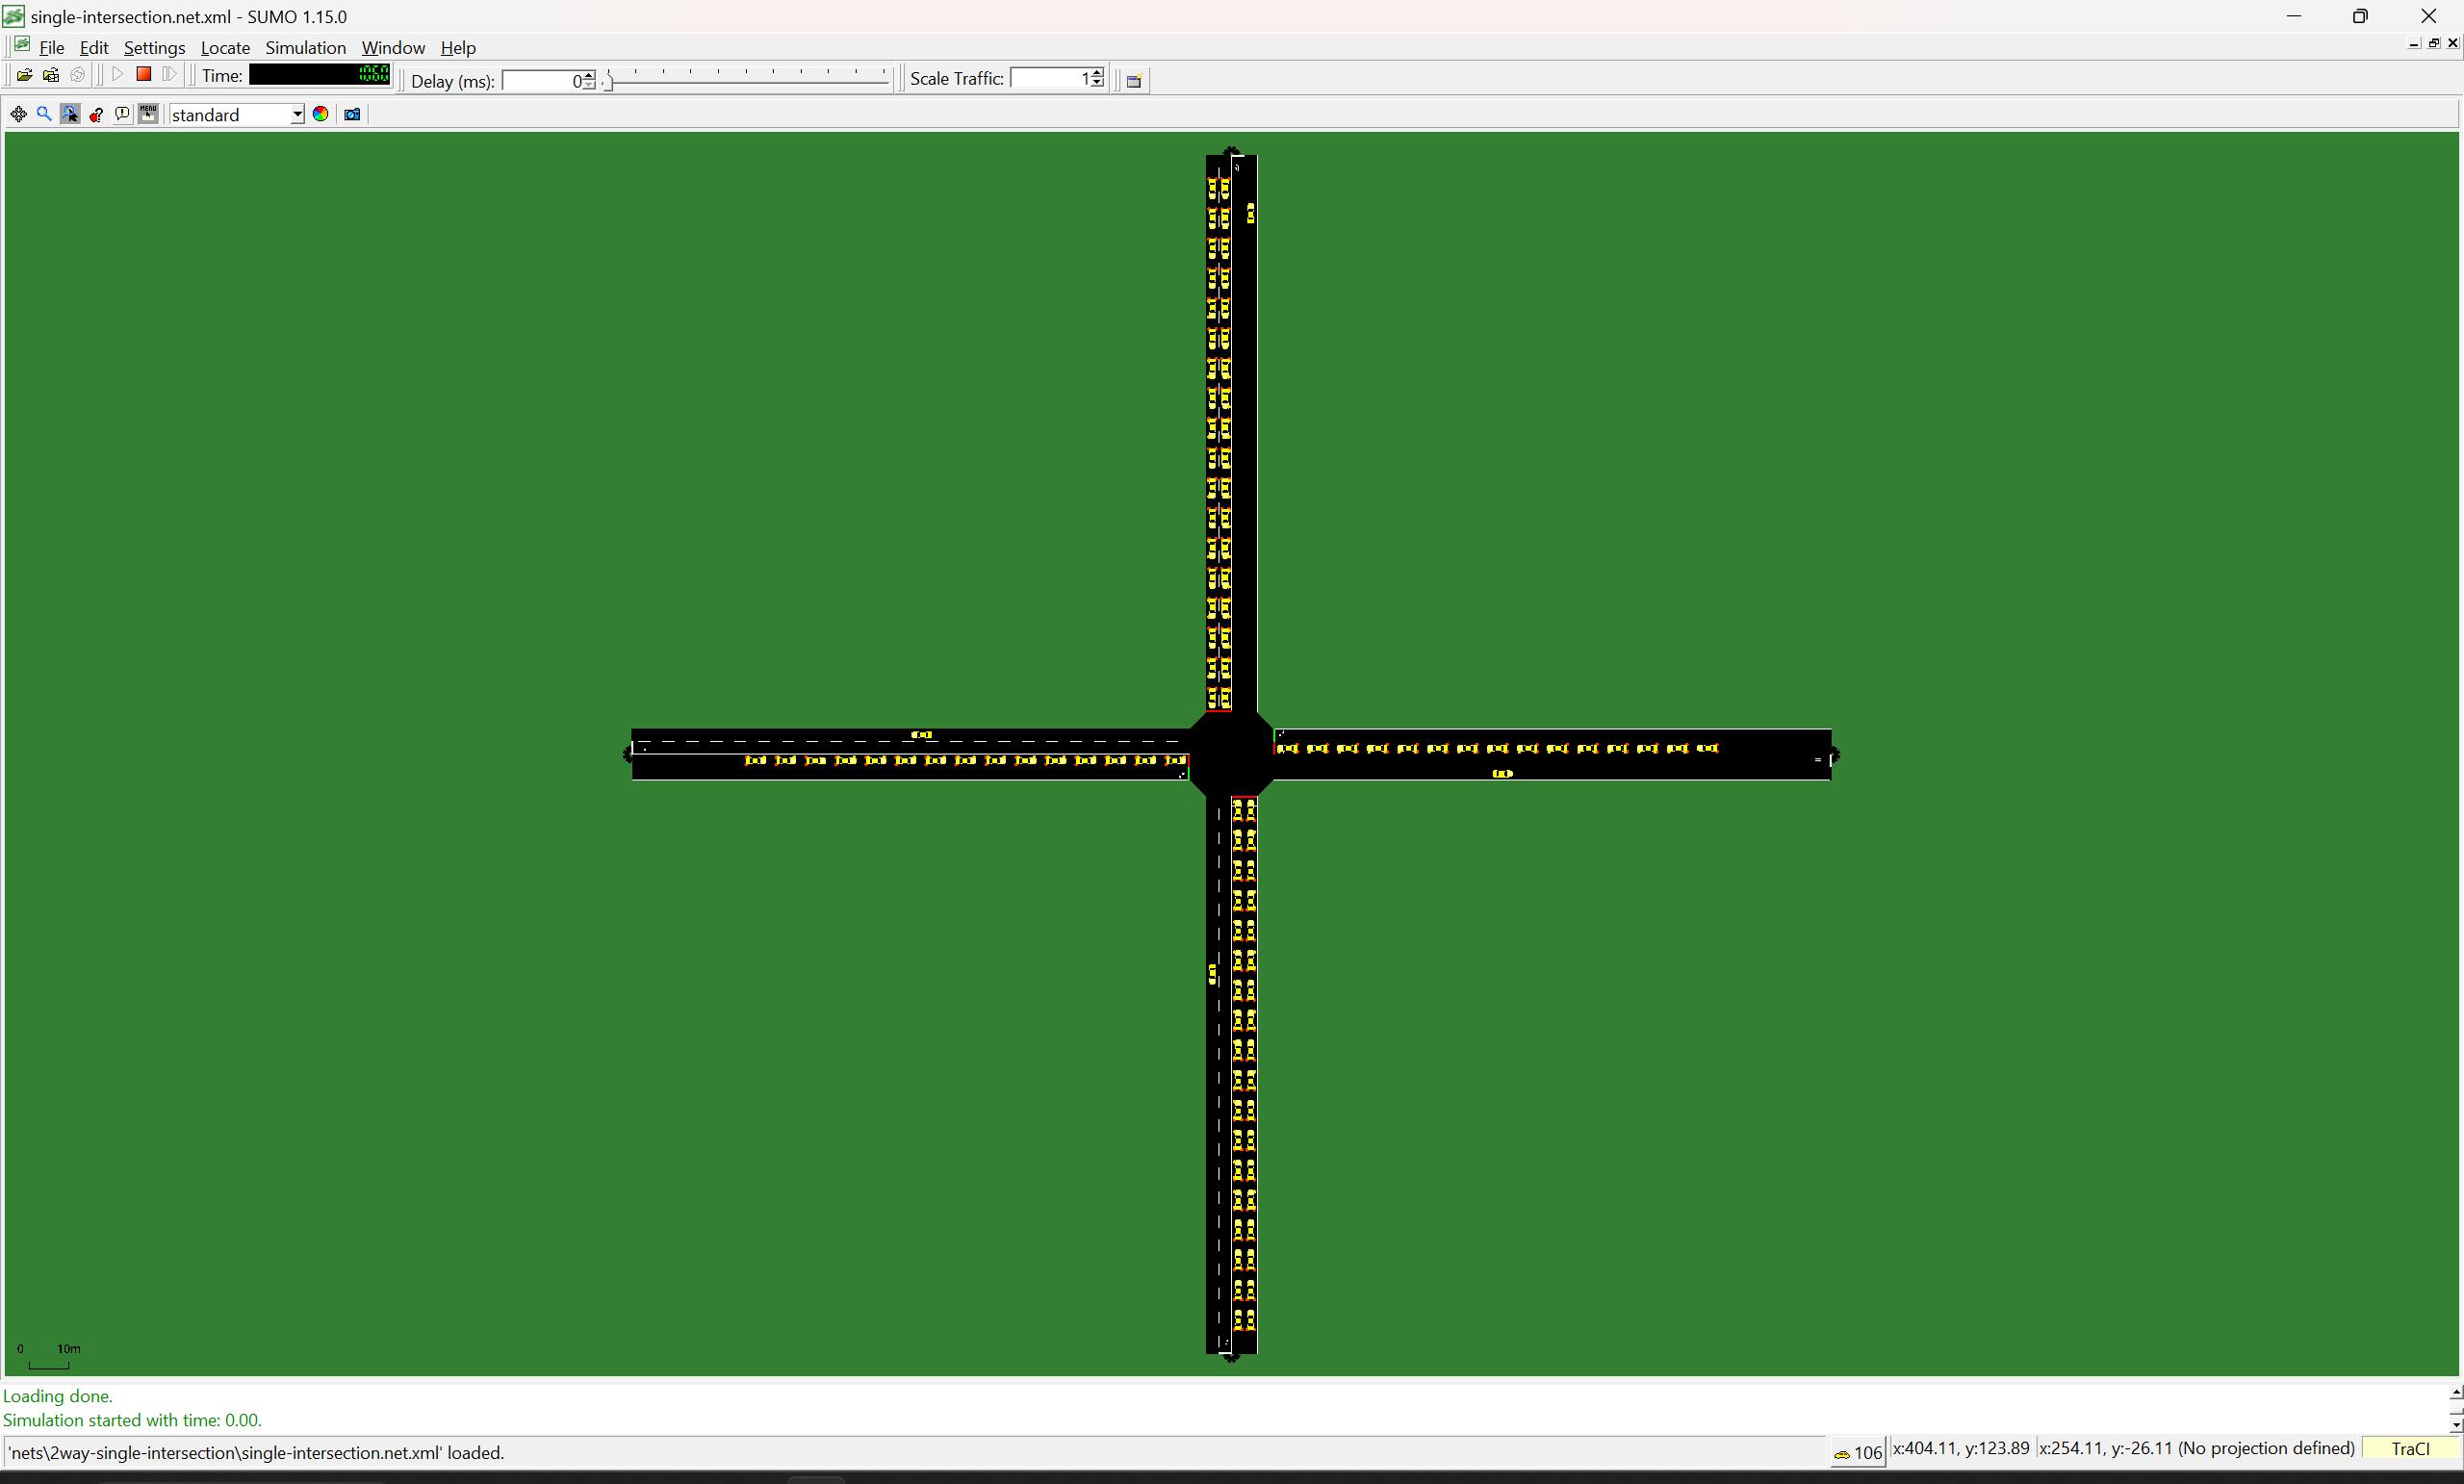 single-intersection.net.xml - SUMO 1.15.0
File Edit Settings Locate Simulation Window Help
Time: 060 Delay (ms): 0 Scale Traffic: 1
MENU standard
0 10m
Loading done.
Simulation started with time: 0.00.
'nets\2way-single-intersection\single-intersection.net.xml' loaded. 106 x:404.11, y:123.89 x:254.11, y:-26.11 (No projection defined) TraCI